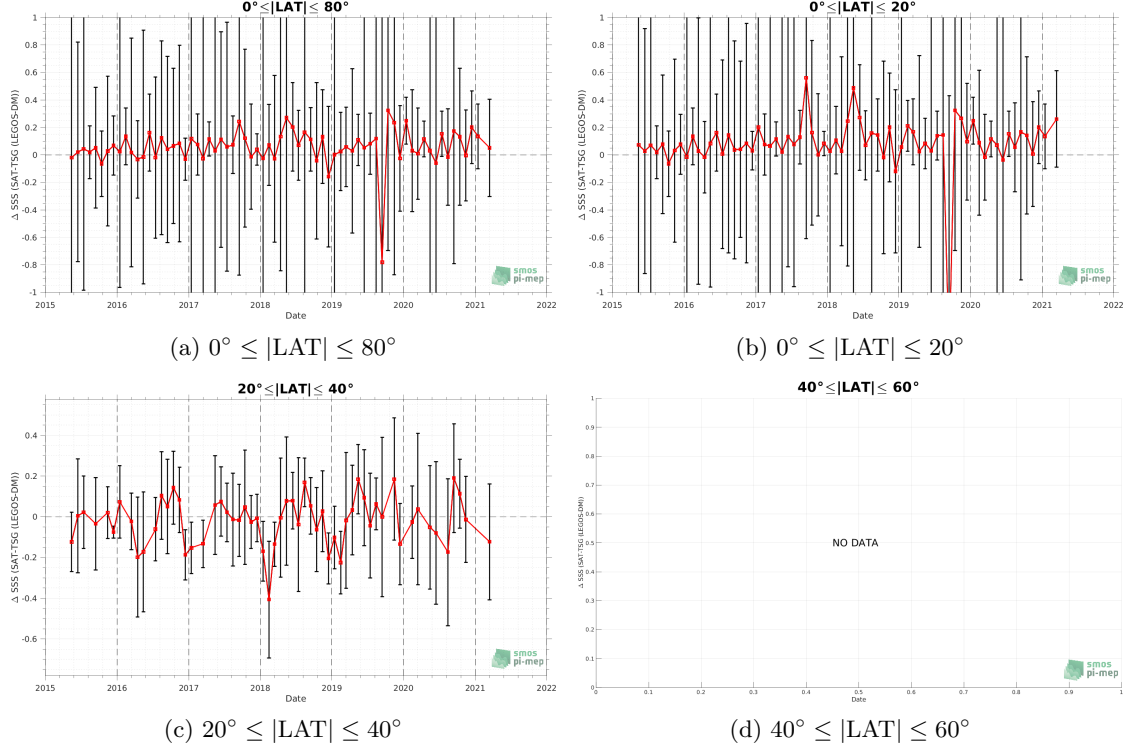 0°≤|LAT|≤ 80°
Δ SSS (SAT-TSG (LEGOS-DM))
1
0.8
0.6
0.4
0.2
0
-0.2
-0.4
-0.6
-0.8
-1
2015 2016 2017 2018 2019 2020 2021 2022
Date
smos
pi-mep
(a) 0° ≤ |LAT| ≤ 80°
0°≤|LAT|≤ 20°
Δ SSS (SAT-TSG (LEGOS-DM))
1
0.8
0.6
0.4
0.2
0
-0.2
-0.4
-0.6
-0.8
-1
2015 2016 2017 2018 2019 2020 2021 2022
Date
smos
pi-mep
(b) 0° ≤ |LAT| ≤ 20°
20°≤|LAT|≤ 40°
Δ SSS (SAT-TSG (LEGOS-DM))
0.4
0.2
0
-0.2
-0.4
-0.6
2015 2016 2017 2018 2019 2020 2021 2022
Date
smos
pi-mep
(c) 20° ≤ |LAT| ≤ 40°
40°≤|LAT|≤ 60°
Δ SSS (SAT-TSG (LEGOS-DM))
1
0.9
0.8
0.7
0.6
0.5
0.4
0.3
0.2
0.1
0
NO DATA
0 0.1 0.2 0.3 0.4 0.5 0.6 0.7 0.8 0.9 1
Date
smos
pi-mep
(d) 40° ≤ |LAT| ≤ 60°